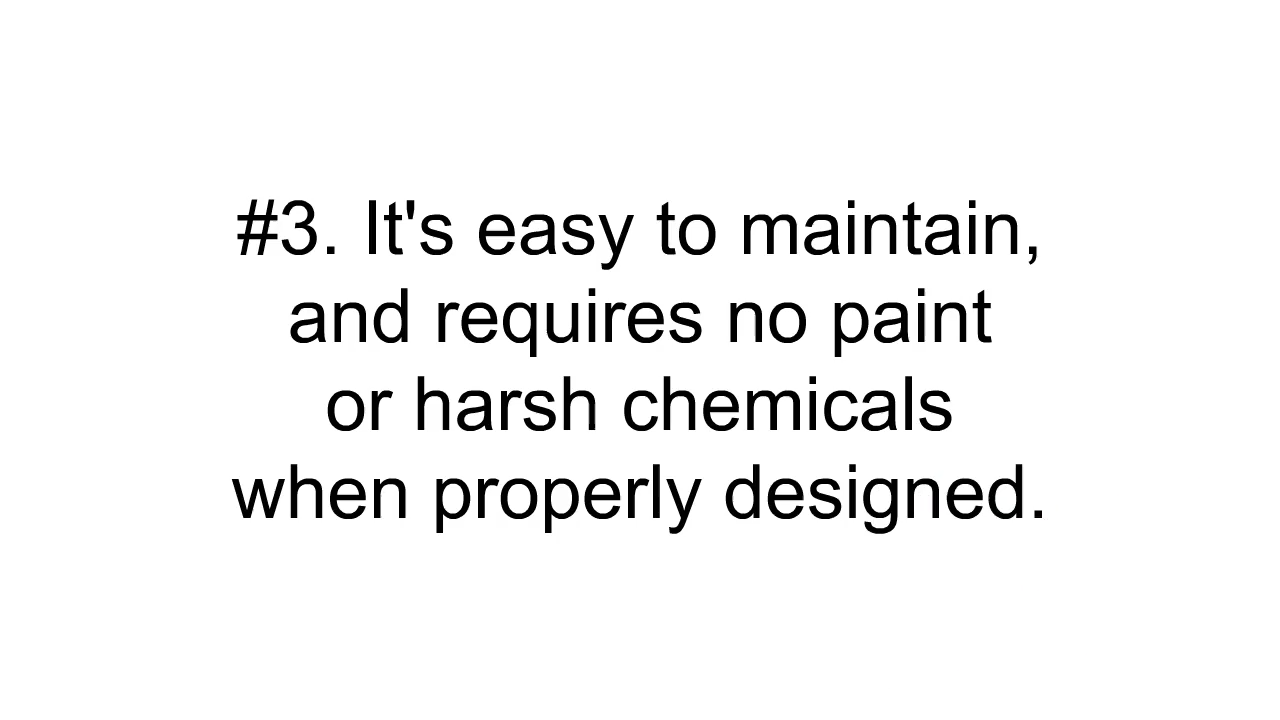 #3. It's easy to maintain,
and requires no paint
or harsh chemicals
when properly designed.